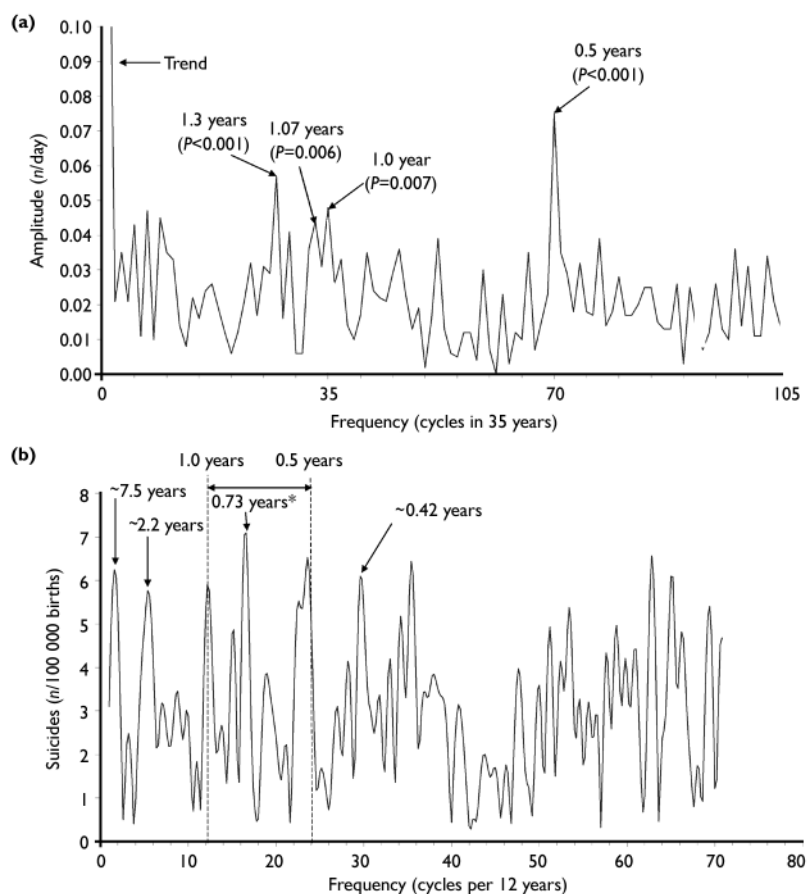 (a)
0.10
0.09
0.08
0.07
0.06
0.05
0.04
0.03
0.02
0.01
0.00
Amplitude (n/day)
Trend
1.3 years
(P<0.001)
1.07 years
(P=0.006)
1.0 year
(P=0.007)
0.5 years
(P<0.001)
0 35 70 105
Frequency (cycles in 35 years)
(b)
1.0 years 0.5 years
8
7
6
5
4
3
2
1
0
Suicides (n/100 000 births)
~7.5 years
~2.2 years
0.73 years*
~0.42 years
0 10 20 30 40 50 60 70 80
Frequency (cycles per 12 years)